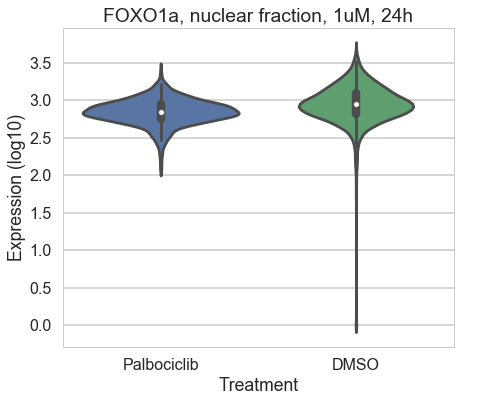 FOXO1a, nuclear fraction, 1uM, 24h
Expression (log10)
3.5
3.0
2.5
2.0
1.5
1.0
0.5
0.0
Palbociclib
DMSO
Treatment